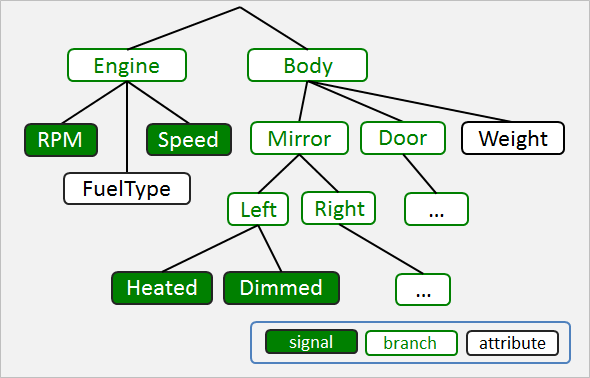 Engine
Body
RPM
Speed
Mirror
Door
Weight
FuelType
Left
Right
...
Heated
Dimmed
...
signal
branch
attribute